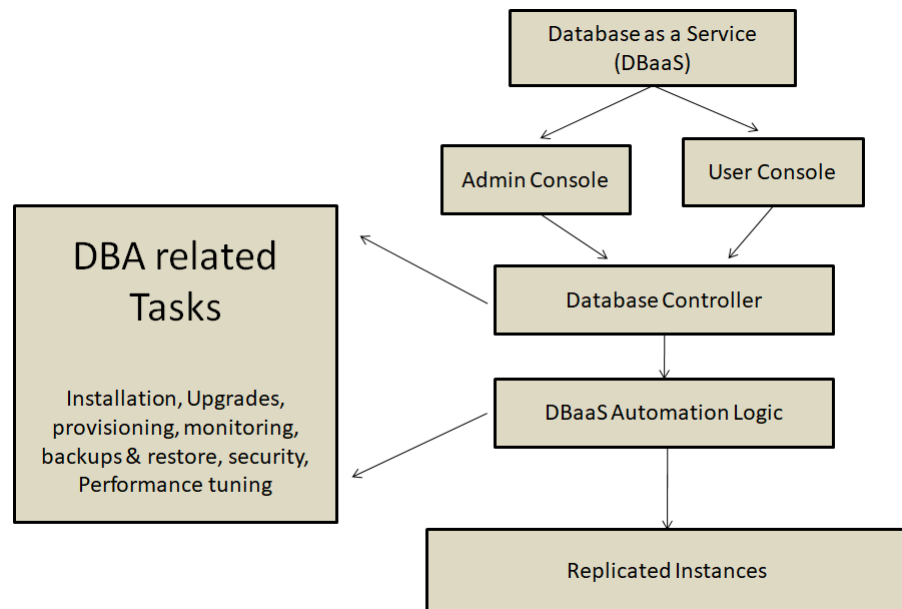 Database as a Service
(DBaaS)
Admin Console
User Console
DBA related
Tasks
Installation, Upgrades,
provisioning, monitoring,
backups & restore, security,
Performance tuning
Database Controller
DBaaS Automation Logic
Replicated Instances